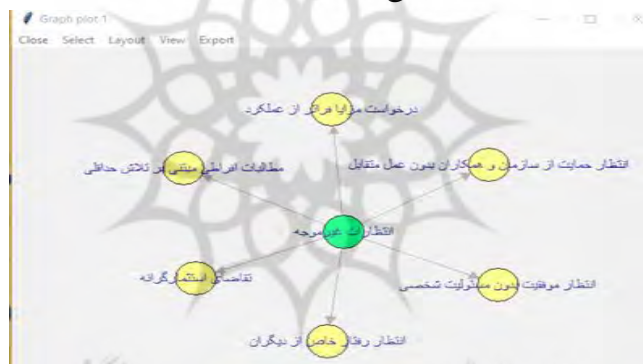 Graph plot 1
Close Select Layout View Export
درخواست مزایا فراتر از عملکرد
انتظار حمایت از سازمان و همکاران بدون عمل متقابل
مطالبات افراطی مبتنی بر تلاش حداقلی
انتظارات غیرموجه
انتظار موفقیت بدون مسئولیت شخصی
تقاضای استثمارگرانه
انتظار رفتار خاص از دیگران